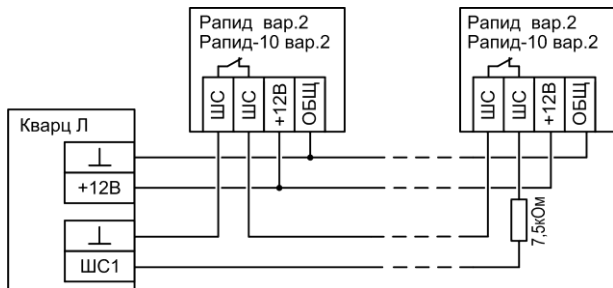 Рапид вар.2
Рапид-10 вар.2
ШС
ШС
+12В
ОБЩ
Рапид вар.2
Рапид-10 вар.2
ШС
ШС
+12В
ОБЩ
Кварц Л
+12В
ШС1
7,5кОм